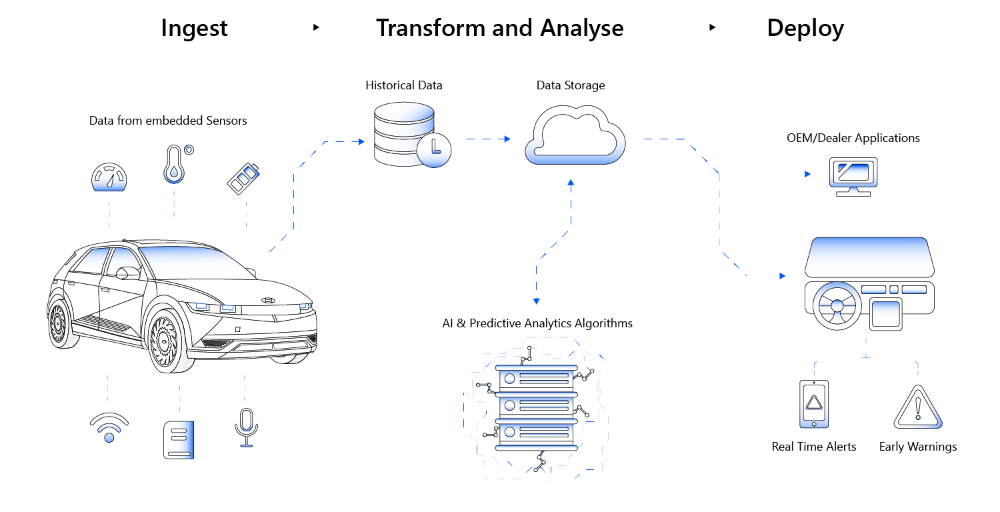 Ingest
Transform and Analyse
Deploy
Historical Data
Data Storage
Data from embedded Sensors
OEM/Dealer Applications
AI & Predictive Analytics Algorithms
Real Time Alerts
Early Warnings